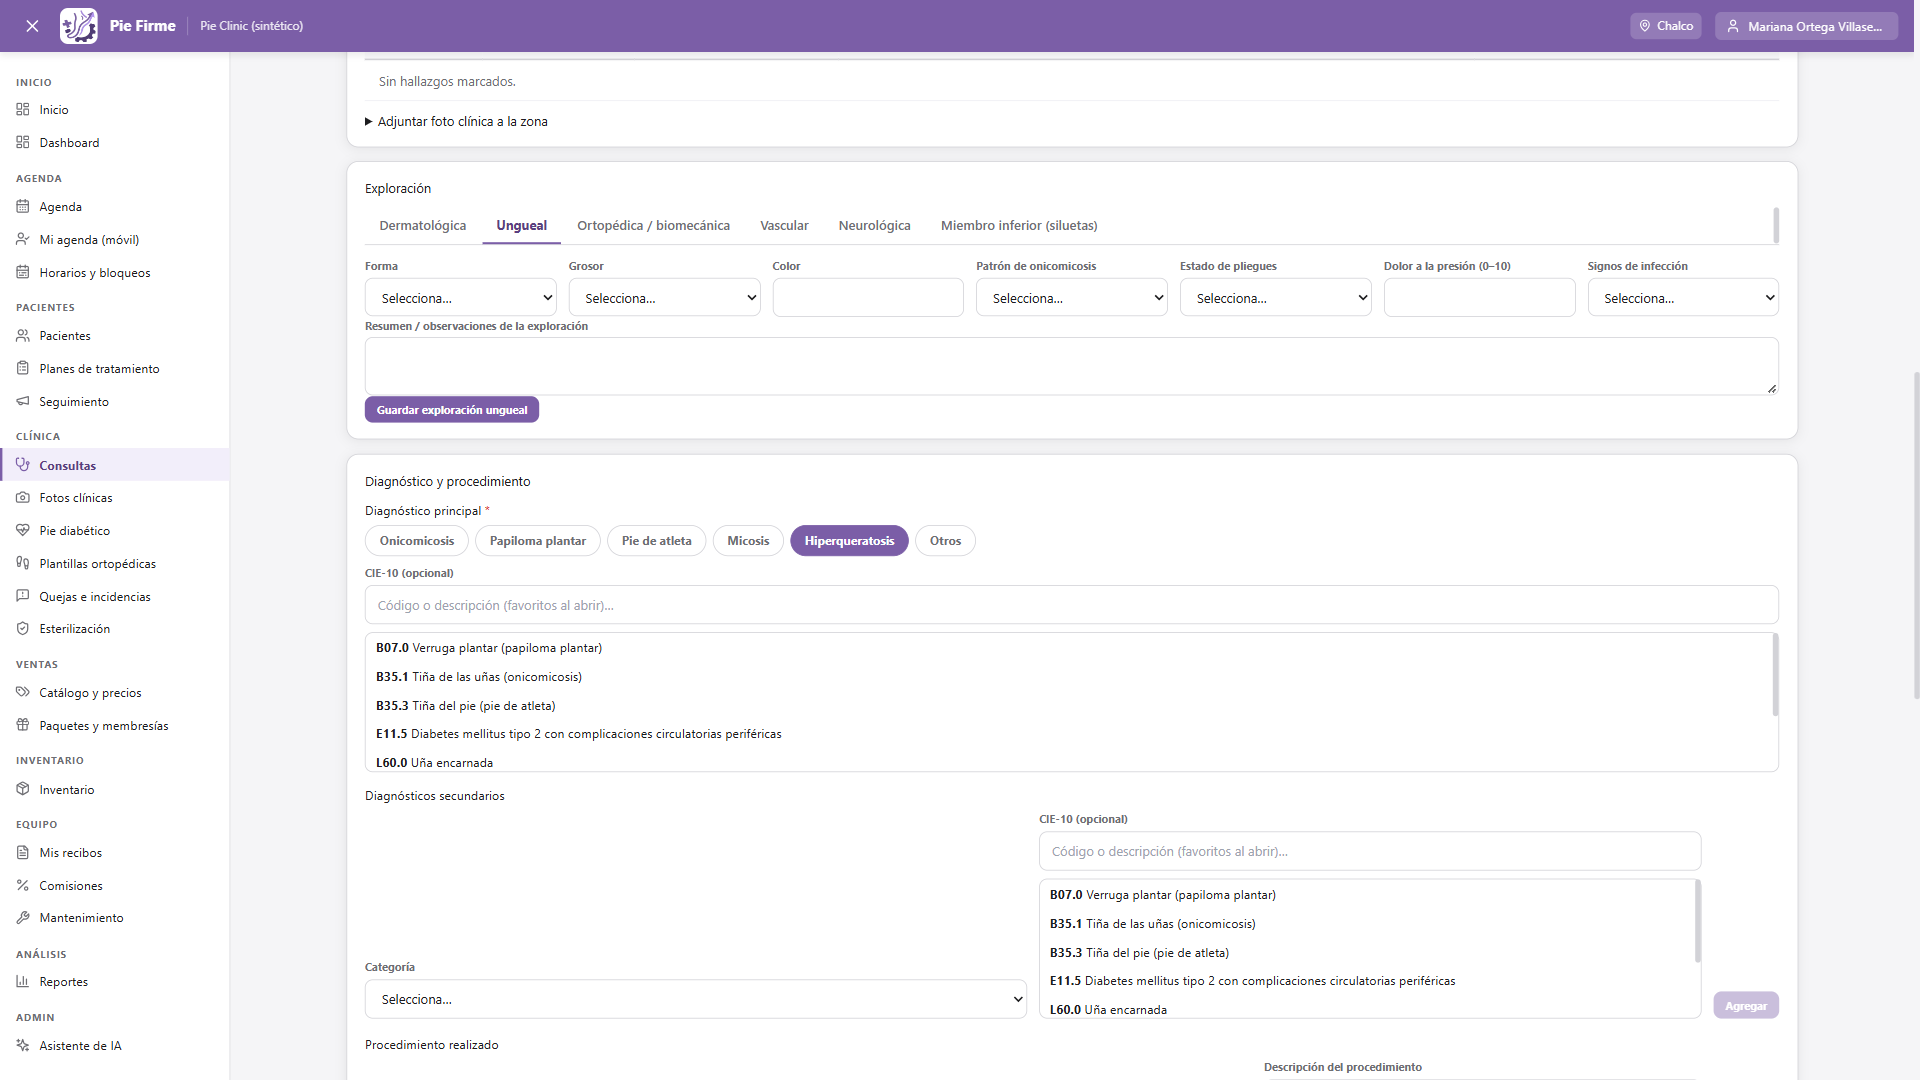 Pie Firme
Pie Clinic (sintético)
Chalco
Mariana Ortega Villase...
INICIO
Inicio
Dashboard
AGENDA
Agenda
Mi agenda (móvil)
Horarios y bloqueos
PACIENTES
Pacientes
Planes de tratamiento
Seguimiento
CLÍNICA
Consultas
Fotos clínicas
Pie diabético
Plantillas ortopédicas
Quejas e incidencias
Esterilización
VENTAS
Catálogo y precios
Paquetes y membresías
INVENTARIO
Inventario
EQUIPO
Mis recibos
Comisiones
Mantenimiento
ANÁLISIS
Reportes
ADMIN
Asistente de IA
Sin hallazgos marcados.
Adjuntar foto clínica a la zona
Exploración
Dermatológica Ungueal Ortopédica / biomecánica Vascular Neurológica Miembro inferior (siluetas)
Forma Grosor Color Patrón de onicomicosis Estado de pliegues Dolor a la presión (0–10) Signos de infección
Selecciona... Selecciona... Selecciona... Selecciona... Selecciona...
Resumen / observaciones de la exploración
Guardar exploración ungueal
Diagnóstico y procedimiento
Diagnóstico principal *
Onicomicosis Papiloma plantar Pie de atleta Micosis Hiperqueratosis Otros
CIE-10 (opcional)
Código o descripción (favoritos al abrir)...
B07.0 Verruga plantar (papiloma plantar)
B35.1 Tiña de las uñas (onicomicosis)
B35.3 Tiña del pie (pie de atleta)
E11.5 Diabetes mellitus tipo 2 con complicaciones circulatorias periféricas
L60.0 Uña encarnada
Diagnósticos secundarios
CIE-10 (opcional)
Código o descripción (favoritos al abrir)...
B07.0 Verruga plantar (papiloma plantar)
B35.1 Tiña de las uñas (onicomicosis)
B35.3 Tiña del pie (pie de atleta)
E11.5 Diabetes mellitus tipo 2 con complicaciones circulatorias periféricas
L60.0 Uña encarnada
Categoría
Selecciona...
Agregar
Procedimiento realizado
Descripción del procedimiento